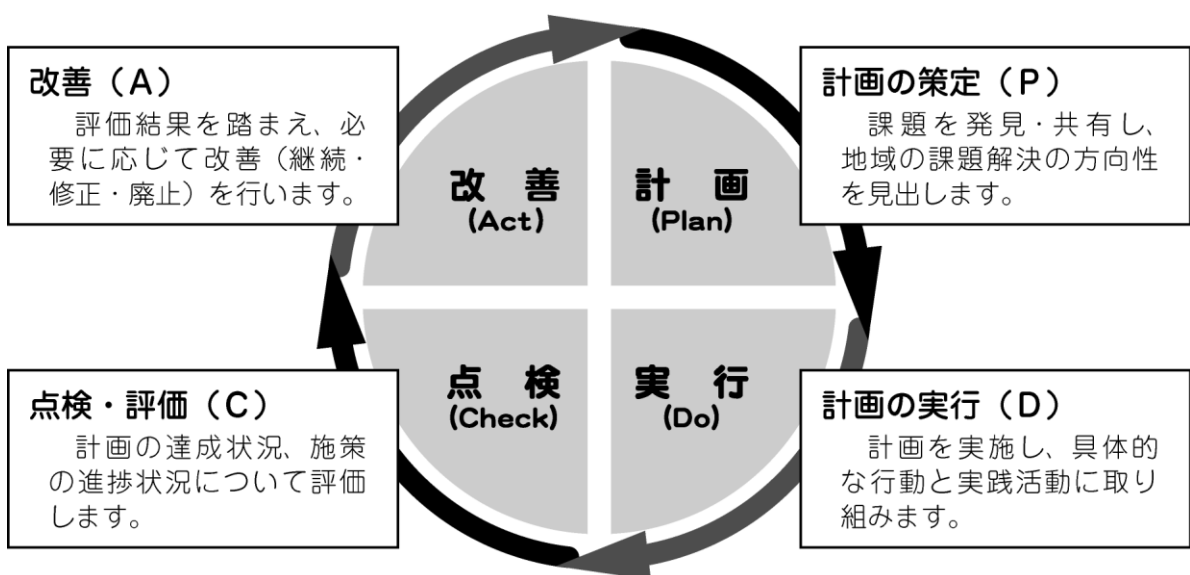 改善（A）
評価結果を踏まえ、必
要に応じて改善（継続・
修正・廃止）を行います。
計画の策定（P）
課題を発見・共有し、
地域の課題解決の方向性
を見出します。
改　善
(Act)
計　画
(Plan)
点　検
(Check)
実　行
(Do)
点検・評価（C）
計画の達成状況、施策
の進捗状況について評価
します。
計画の実行（D）
計画を実施し、具体的
な行動と実践活動に取り
組みます。